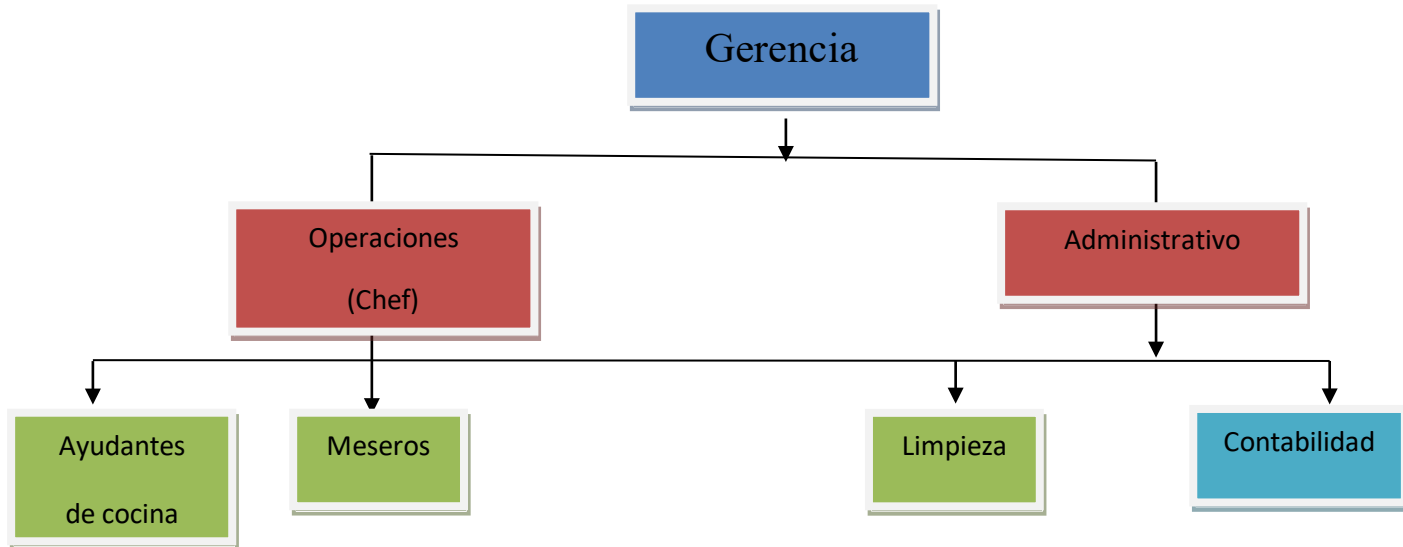 Gerencia
Operaciones
(Chef)
Administrativo
Ayudantes
de cocina
Meseros
Limpieza
Contabilidad